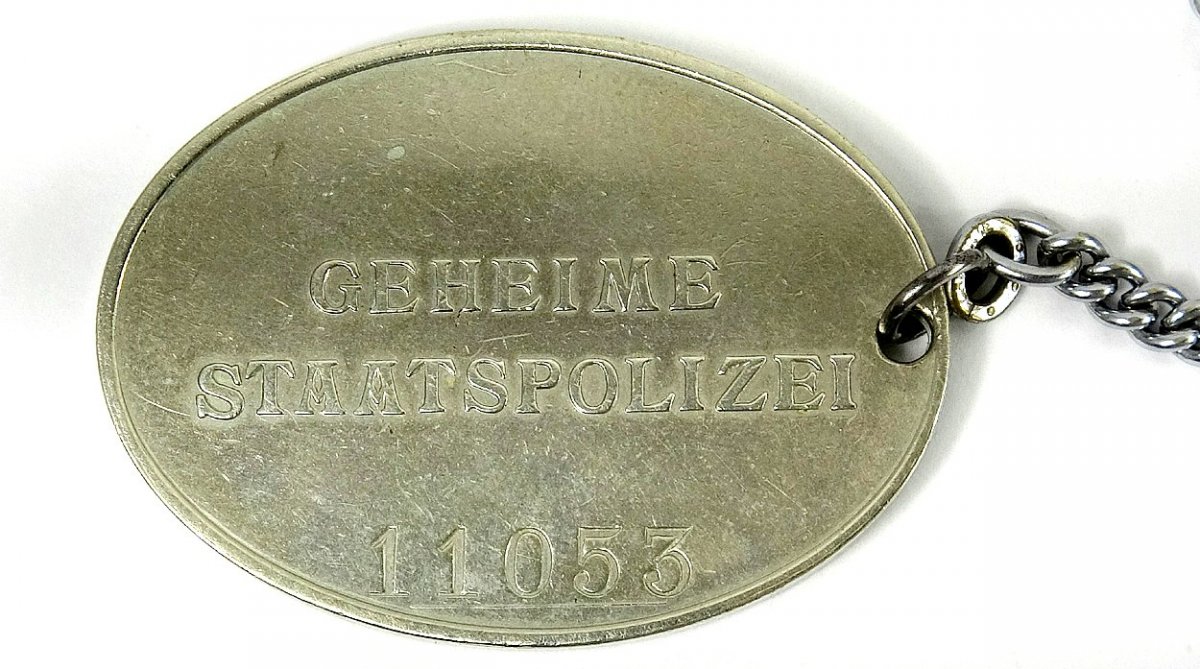 GEHEIME
STAATSPOLIZEI
11053